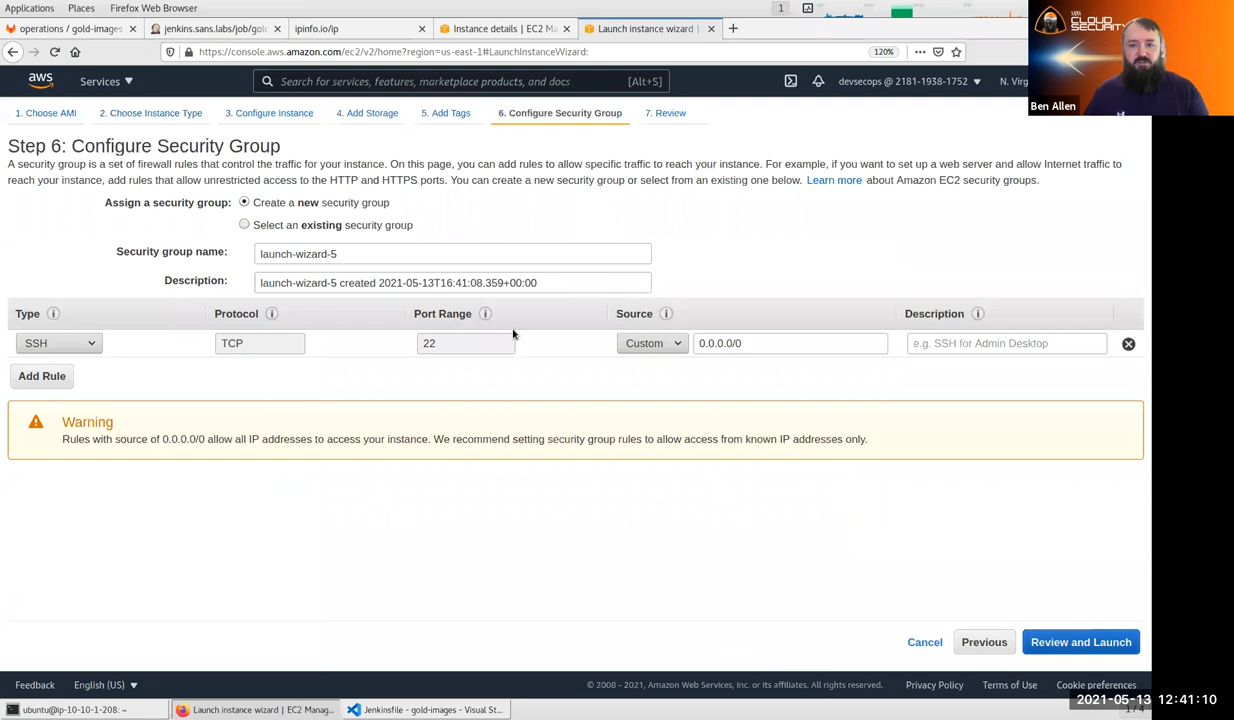 Applications Places Firefox Web Browser 1
operations / gold-images jenkins.sans.labs/job/gold ipinfo.io/ip Instance details | EC2 Ma Launch instance wizard |
https://console.aws.amazon.com/ec2/v2/home?region=us-east-1#LaunchInstanceWizard: 120%
aws Services Search for services, features, marketplace products, and docs [Alt+S] devsecops @ 2181-1938-1752 N. Virg
SANS
CLOUD
SECURITY
Ben Allen
1. Choose AMI 2. Choose Instance Type 3. Configure Instance 4. Add Storage 5. Add Tags 6. Configure Security Group 7. Review
Step 6: Configure Security Group
A security group is a set of firewall rules that control the traffic for your instance. On this page, you can add rules to allow specific traffic to reach your instance. For example, if you want to set up a web server and allow Internet traffic to
reach your instance, add rules that allow unrestricted access to the HTTP and HTTPS ports. You can create a new security group or select from an existing one below. Learn more about Amazon EC2 security groups.
Assign a security group: Create a new security group
Select an existing security group
Security group name: launch-wizard-5
Description: launch-wizard-5 created 2021-05-13T16:41:08.359+00:00
Type i Protocol i Port Range i Source i Description i
SSH TCP 22 Custom 0.0.0.0/0 e.g. SSH for Admin Desktop
Add Rule
Warning
Rules with source of 0.0.0.0/0 allow all IP addresses to access your instance. We recommend setting security group rules to allow access from known IP addresses only.
Cancel Previous Review and Launch
Feedback English (US) © 2008 - 2021, Amazon Web Services, Inc. or its affiliates. All rights reserved. Privacy Policy Terms of Use Cookie preferences
2021-05-13 12:41:10
ubuntu@ip-10-10-1-208: ~ Launch instance wizard | EC2 Manag... Jenkinsfile - gold-images - Visual St... 1 / 4